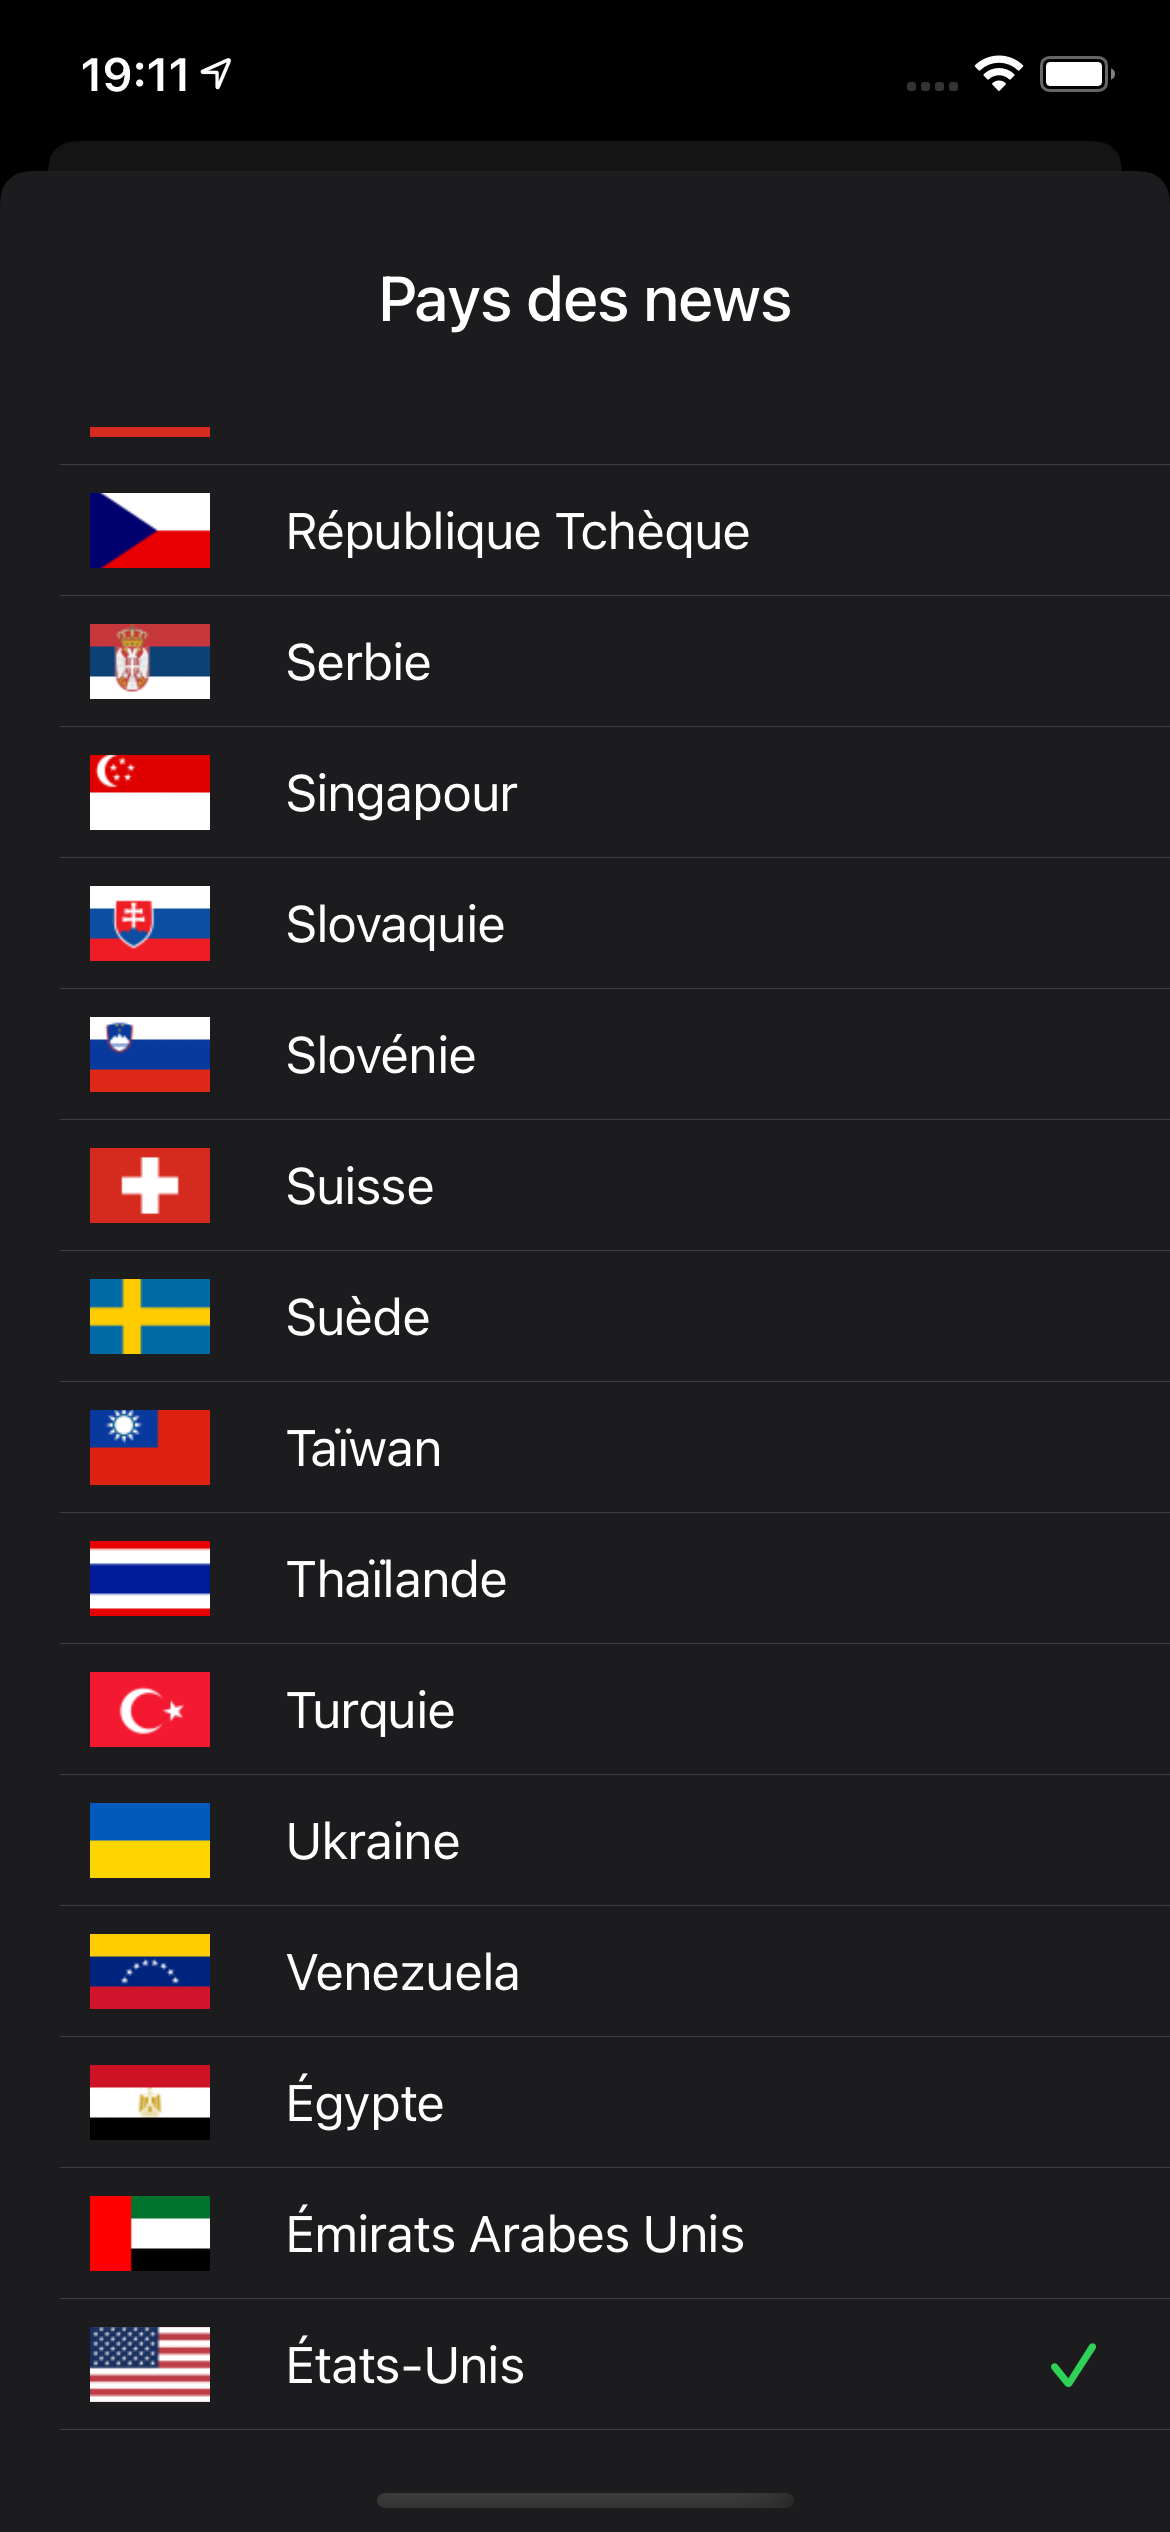 19:11
Pays des news
République Tchèque
Serbie
Singapour
Slovaquie
Slovénie
Suisse
Suède
Taïwan
Thaïlande
Turquie
Ukraine
Venezuela
Égypte
Émirats Arabes Unis
États-Unis